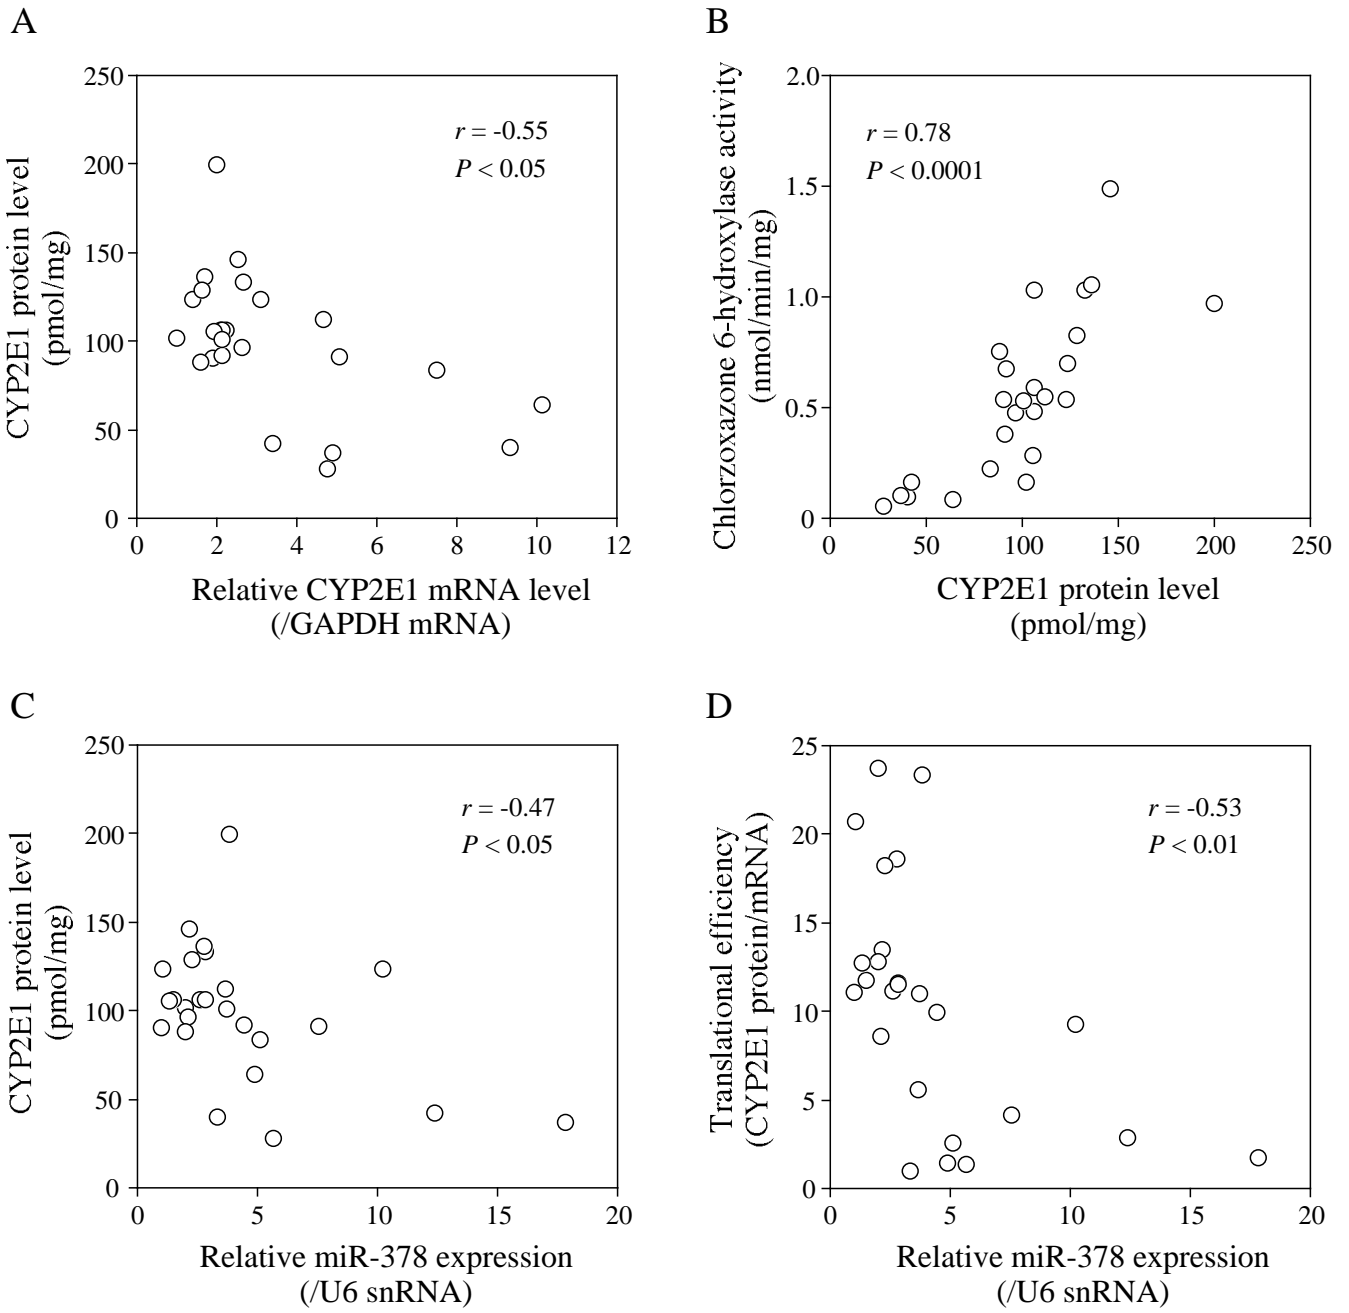 A
CYP2E1 protein level
(pmol/mg)
250
200
150
100
50
0
r = -0.55
P < 0.05
0 2 4 6 8 10 12
Relative CYP2E1 mRNA level
(/GAPDH mRNA)
B
Chlorzoxazone 6-hydroxylase activity
(nmol/min/mg)
2.0
1.5
1.0
0.5
0
r = 0.78
P < 0.0001
0 50 100 150 200 250
CYP2E1 protein level
(pmol/mg)
C
CYP2E1 protein level
(pmol/mg)
250
200
150
100
50
0
r = -0.47
P < 0.05
0 5 10 15 20
Relative miR-378 expression
(/U6 snRNA)
D
Translational efficiency
(CYP2E1 protein/mRNA)
25
20
15
10
5
0
r = -0.53
P < 0.01
0 5 10 15 20
Relative miR-378 expression
(/U6 snRNA)